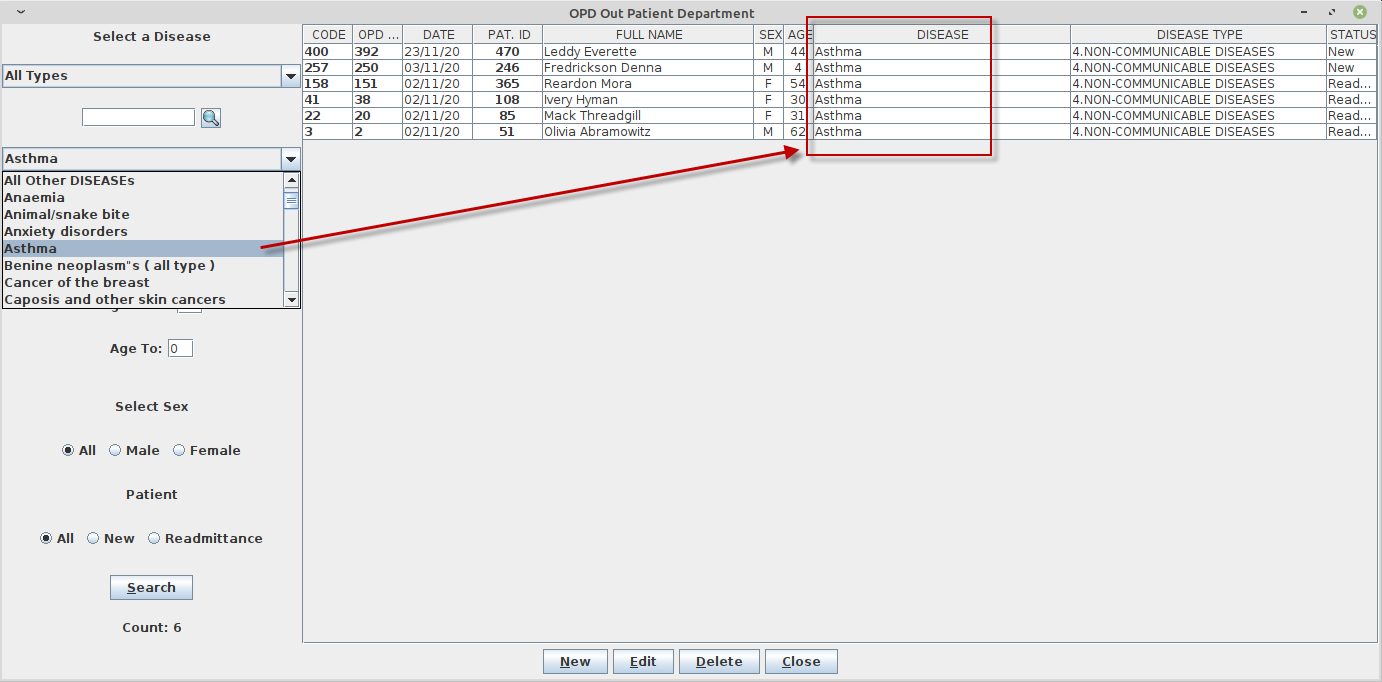 OPD Out Patient Department
Select a Disease
All Types
Asthma
All Other DISEASEs
Anaemia
Animal/snake bite
Anxiety disorders
Asthma
Benine neoplasm"s ( all type )
Cancer of the breast
Caposis and other skin cancers
Age To: 0
Select Sex
All Male Female
Patient
All New Readmittance
Search
Count: 6
CODE OPD ... DATE PAT. ID FULL NAME SEX AGE DISEASE DISEASE TYPE STATUS
400 392 23/11/20 470 Leddy Everette M 44 Asthma 4.NON-COMMUNICABLE DISEASES New
257 250 03/11/20 246 Fredrickson Denna M 4 Asthma 4.NON-COMMUNICABLE DISEASES New
158 151 02/11/20 365 Reardon Mora F 54 Asthma 4.NON-COMMUNICABLE DISEASES Read...
41 38 02/11/20 108 Ivery Hyman F 30 Asthma 4.NON-COMMUNICABLE DISEASES Read...
22 20 02/11/20 85 Mack Threadgill F 31 Asthma 4.NON-COMMUNICABLE DISEASES Read...
3 2 02/11/20 51 Olivia Abramowitz M 62 Asthma 4.NON-COMMUNICABLE DISEASES Read...
New Edit Delete Close